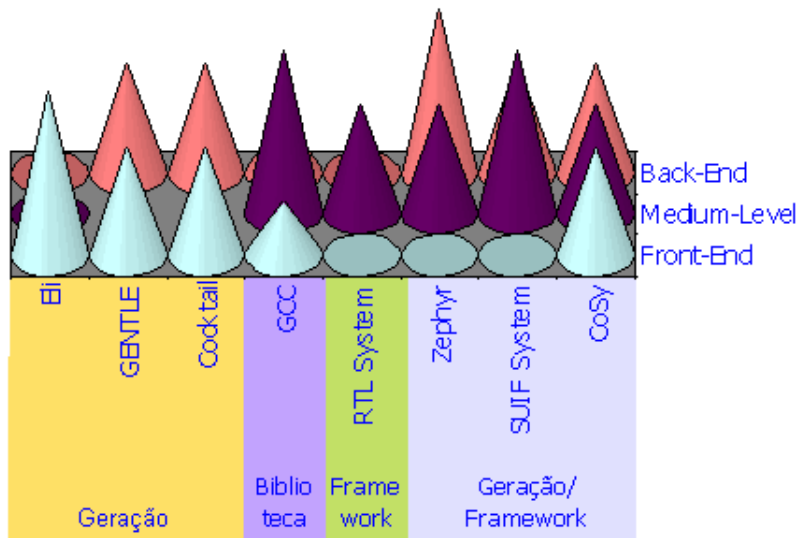 Back-End
Medium-Level
Front-End
Eli
GENTLE
Cocktail
GCC
RTL System
Zephyr
SUIF System
CoSy
Geração
Biblio
teca
Frame
work
Geração/
Framework